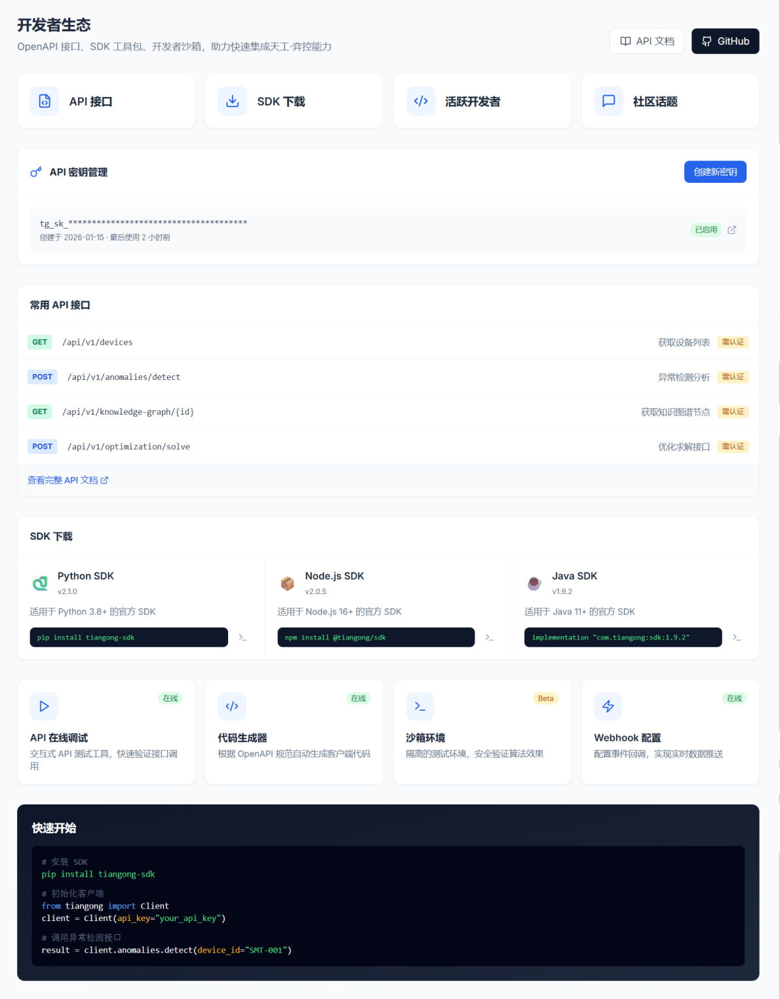 开发者生态
OpenAPI 接口、SDK 工具包、开发者沙箱，助力快速集成天工·弈控能力
API 文档
GitHub
API 接口
SDK 下载
活跃开发者
社区话题
API 密钥管理
创建新密钥
tg_sk_**************************************
创建于 2026-01-15 · 最后使用 2 小时前
已启用
常用 API 接口
GET /api/v1/devices 获取设备列表 需认证
POST /api/v1/anomalies/detect 异常检测分析 需认证
GET /api/v1/knowledge-graph/{id} 获取知识图谱节点 需认证
POST /api/v1/optimization/solve 优化求解接口 需认证
查看完整 API 文档
SDK 下载
Python SDK
v2.1.0
适用于 Python 3.8+ 的官方 SDK
pip install tiangong-sdk
Node.js SDK
v2.0.5
适用于 Node.js 16+ 的官方 SDK
npm install @tiangong/sdk
Java SDK
v1.9.2
适用于 Java 11+ 的官方 SDK
implementation "com.tiangong:sdk:1.9.2"
在线
API 在线调试
交互式 API 测试工具，快速验证接口调
用
在线
代码生成器
根据 OpenAPI 规范自动生成客户端代码
Beta
沙箱环境
隔离的测试环境，安全验证算法效果
在线
Webhook 配置
配置事件回调，实现实时数据推送
快速开始
# 安装 SDK
pip install tiangong-sdk
# 初始化客户端
from tiangong import Client
client = Client(api_key="your_api_key")
# 调用异常检测接口
result = client.anomalies.detect(device_id="SMT-001")